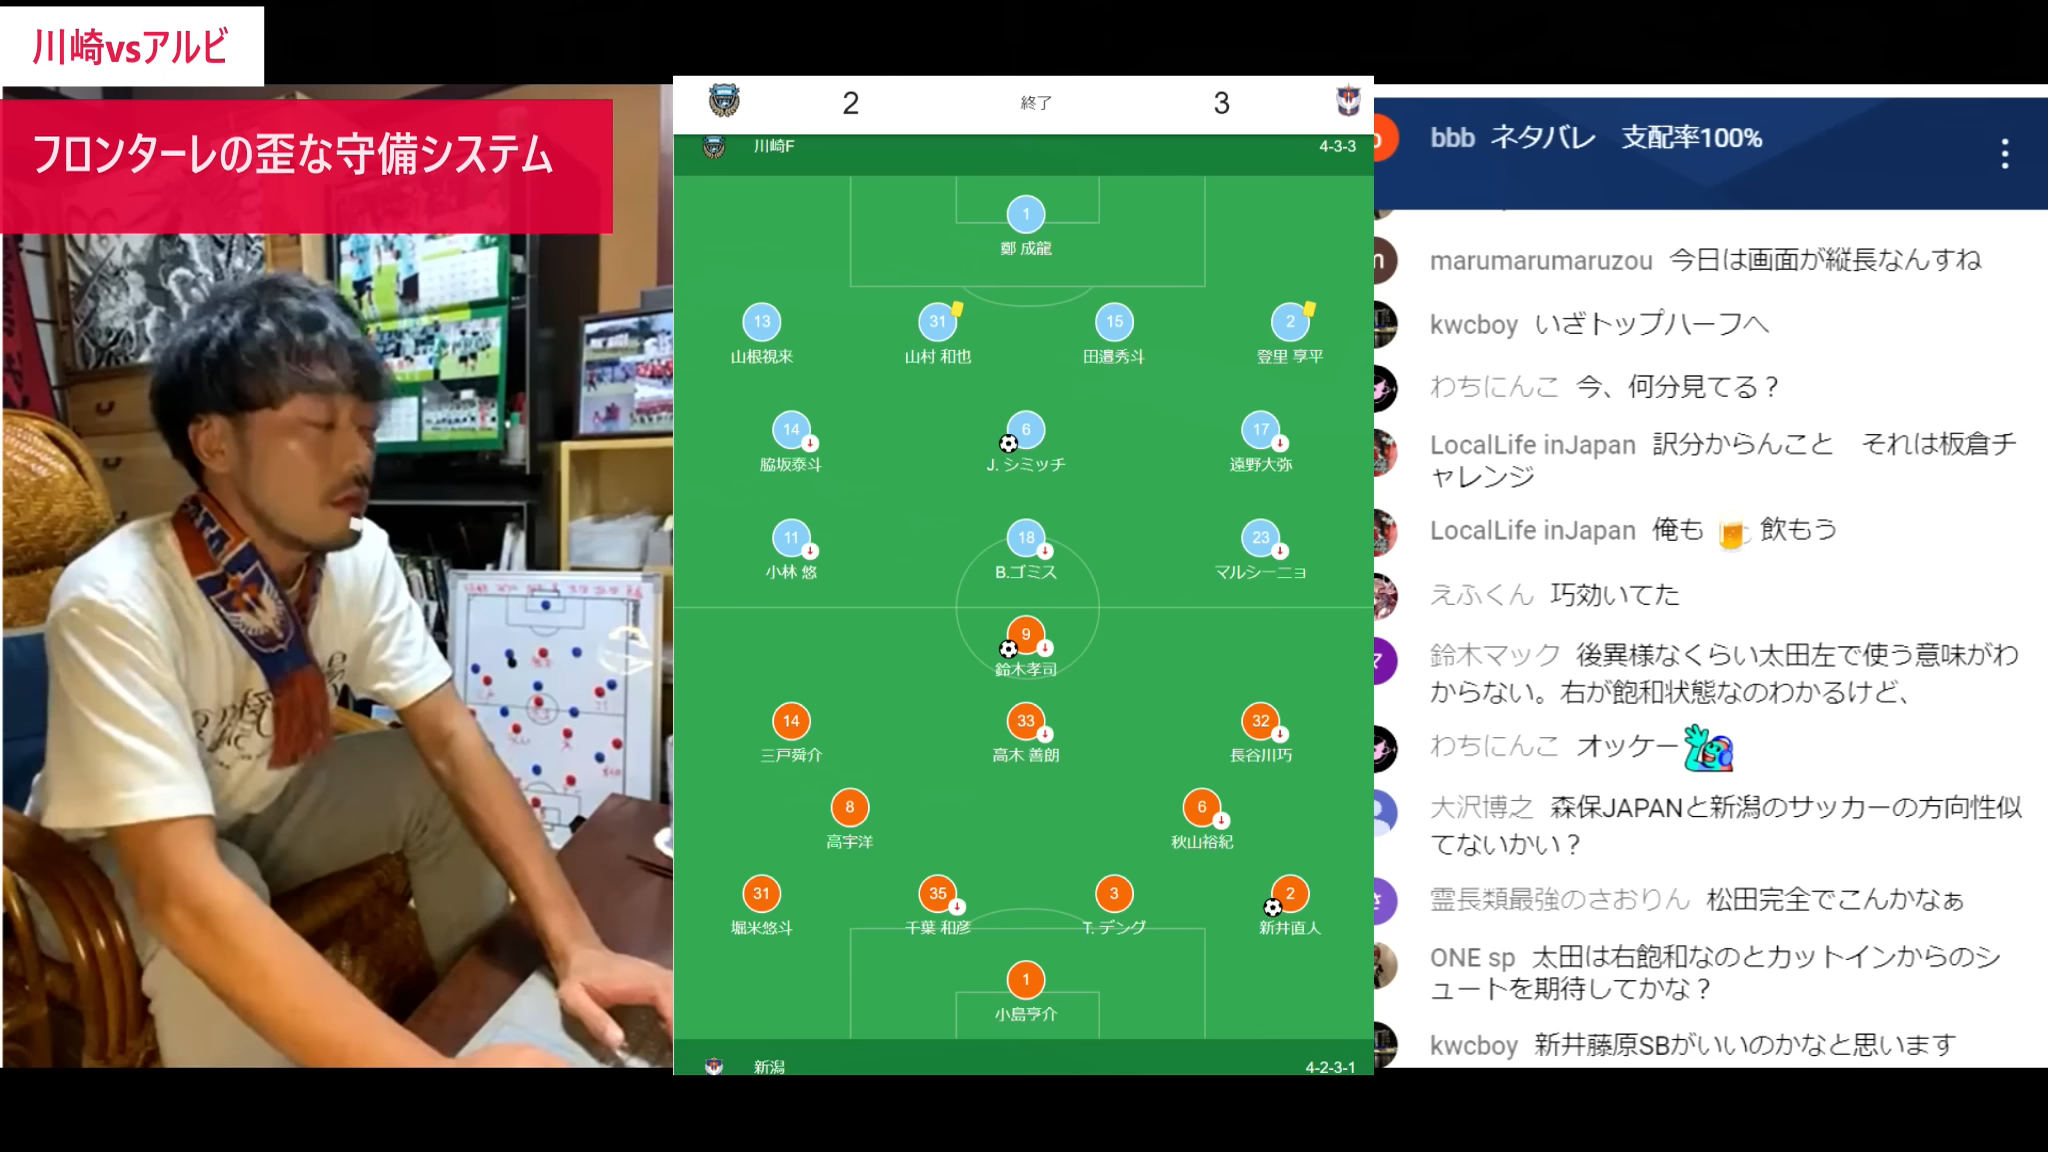 川崎vsアルビ
フロンターレの歪な守備システム
2
終了
3
川崎F
4-3-3
1
鄭 成龍
13
31
15
2
山根視来
山村 和也
田邉秀斗
登里 享平
14
6
17
脇坂泰斗
J. シミッチ
遠野大弥
11
18
23
小林 悠
B.ゴミス
マルシーニョ
9
鈴木孝司
14
33
32
三戸舜介
高木 善朗
長谷川巧
8
6
高宇洋
秋山裕紀
31
35
3
2
堀米悠斗
千葉 和彦
T. デング
新井直人
1
小島亨介
新潟
4-2-3-1
bbb ネタバレ 支配率100%
marumarumaruzou 今日は画面が縦長なんすね
kwcboy いざトップハーフへ
わちにんこ 今、何分見てる？
LocalLife inJapan 訳分からんこと それは板倉チ
ャレンジ
LocalLife inJapan 俺も 飲もう
えふくん 巧効いてた
鈴木マック 後異様なくらい太田左で使う意味がわ
からない。右が飽和状態なのわかるけど、
わちにんこ オッケー
大沢博之 森保JAPANと新潟のサッカーの方向性似
てないかい？
霊長類最強のさおりん 松田完全でこんかなぁ
ONE sp 太田は右飽和なのとカットインからのシ
ュートを期待してかな？
kwcboy 新井藤原SBがいいのかなと思います